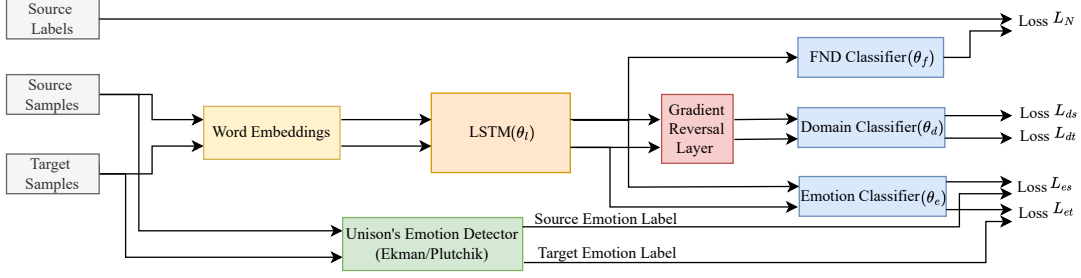 Source
Labels
Source
Samples
Target
Samples
Word Embeddings
LSTM(θ_l)
Unison's Emotion Detector
(Ekman/Plutchik)
Gradient
Reversal
Layer
FND Classifier(θ_f)
Domain Classifier(θ_d)
Emotion Classifier(θ_e)
Source Emotion Label
Target Emotion Label
Loss L_N
Loss L_ds
Loss L_dt
Loss L_es
Loss L_et